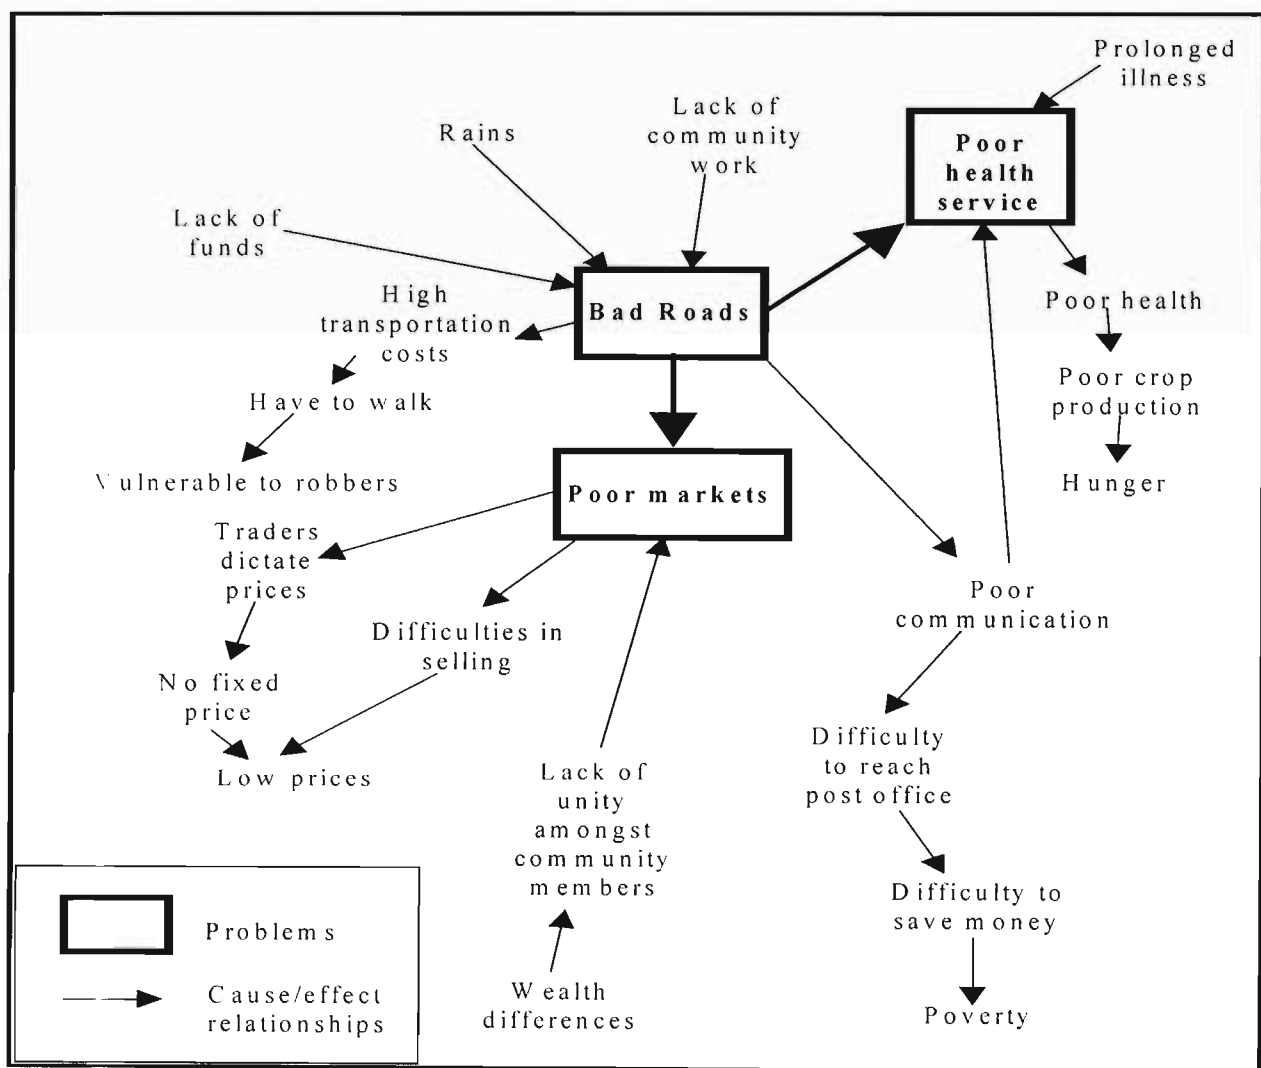 Prolonged
illness
Lack of
community
work
Rains
Poor
health
service
Lack of
funds
High
transportation
costs
Bad Roads
Poor health
Have to walk
Poor crop
production
Vulnerable to robbers
Poor markets
Hunger
Traders
dictate
prices
Difficulties in
selling
Poor
communication
No fixed
price
Low prices
Lack of
unity
amongst
community
members
Difficulty
to reach
post office
Difficulty to
save money
Wealth
differences
Poverty
Problems
Cause/effect
relationships